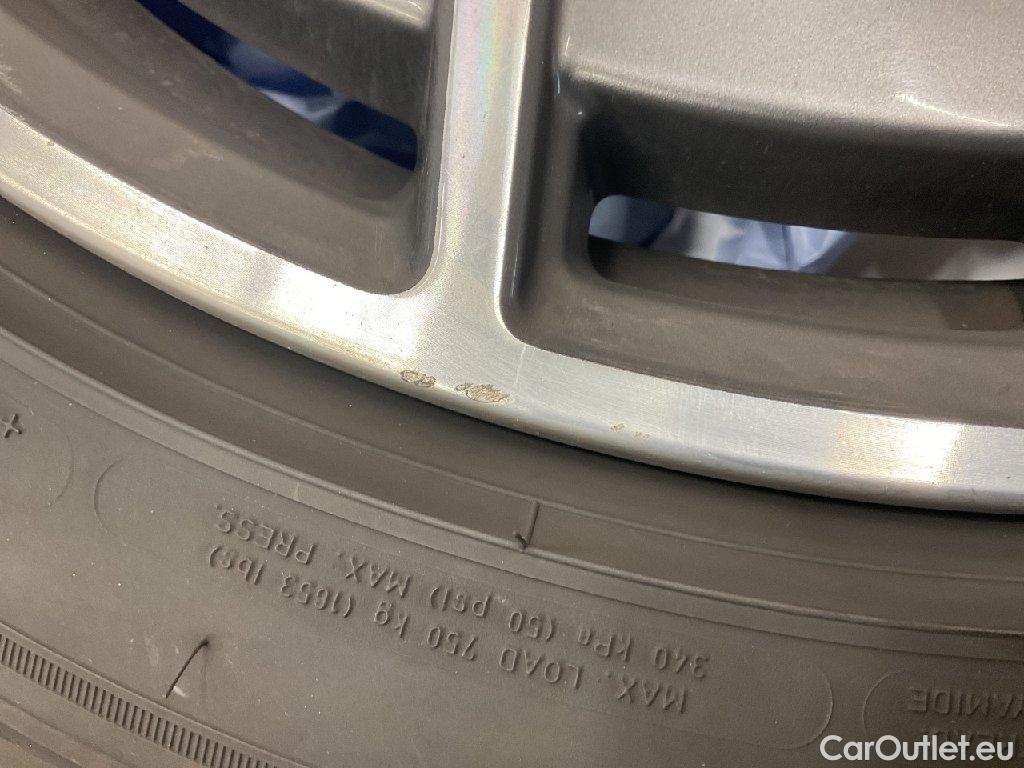 MAX. LOAD 750 kg (1653 lbs)
340 kPa (50 psi) MAX. PRESS.
CarOutlet.eu